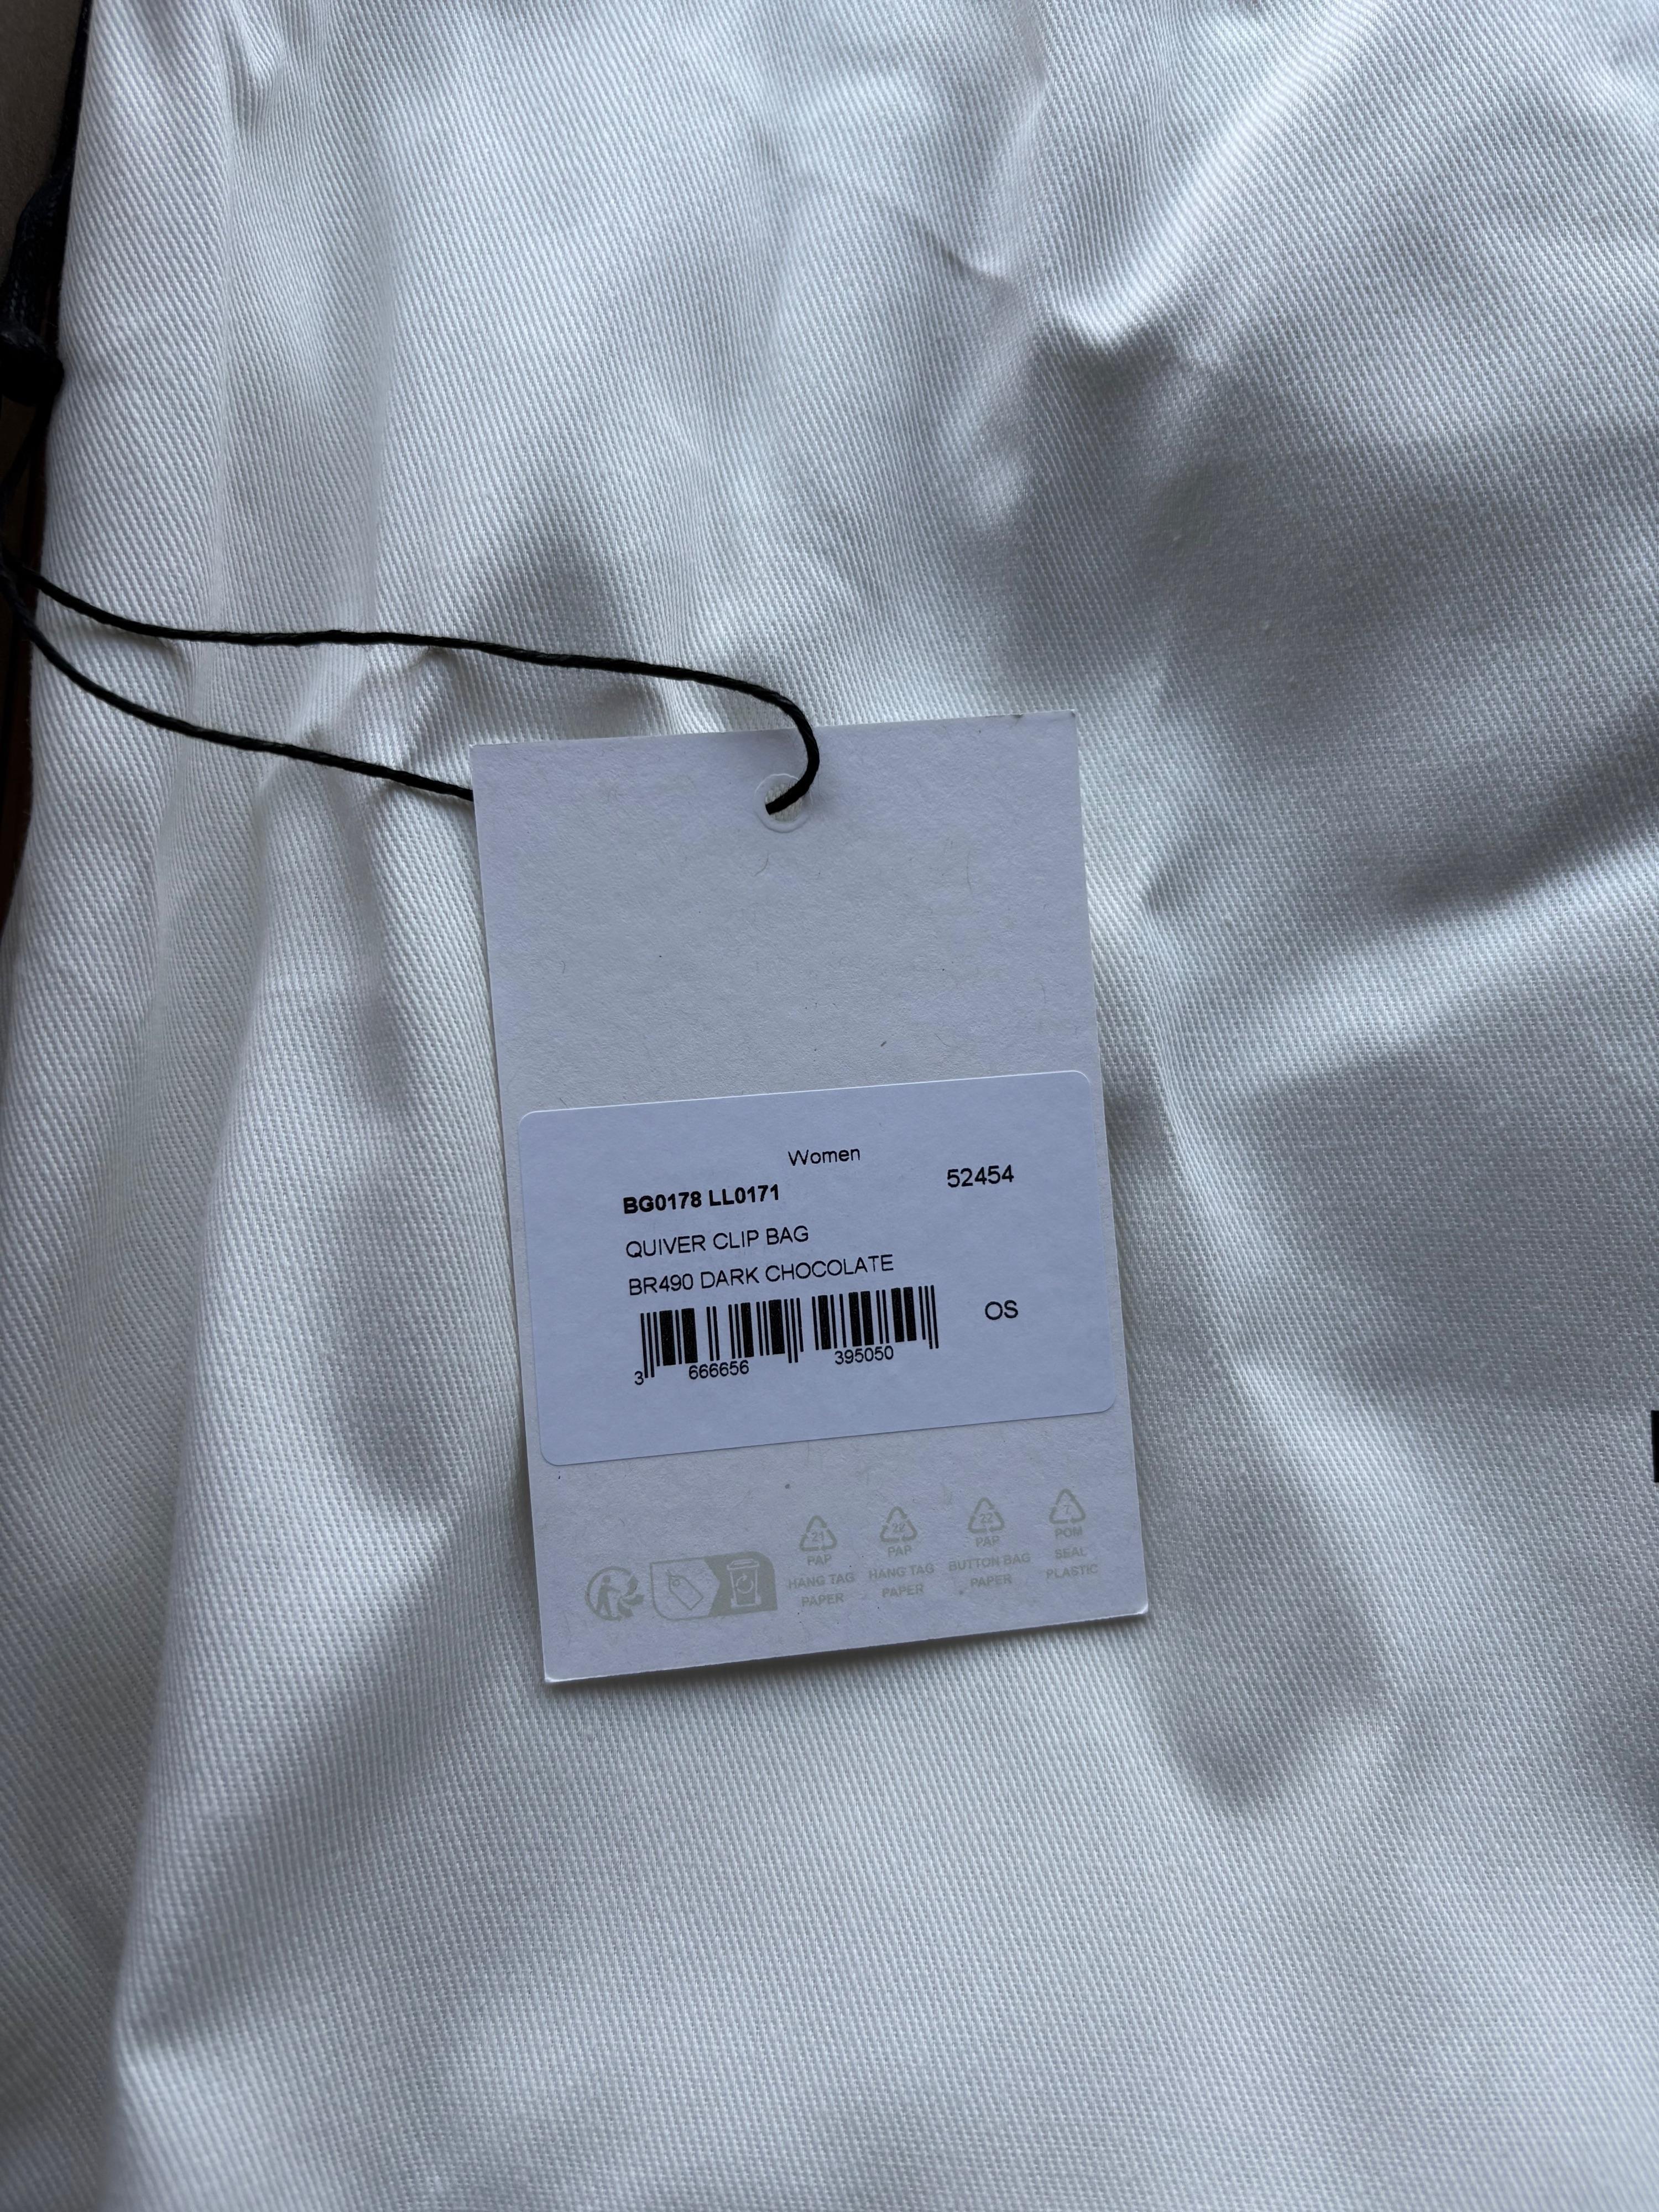 Women
BG0178 LL0171 52454
QUIVER CLIP BAG
BR490 DARK CHOCOLATE
OS
3 666656 395050
21 22 22 7
PAP PAP PAP POM
HANG TAG HANG TAG BUTTON BAG SEAL
PAPER PAPER PAPER PLASTIC